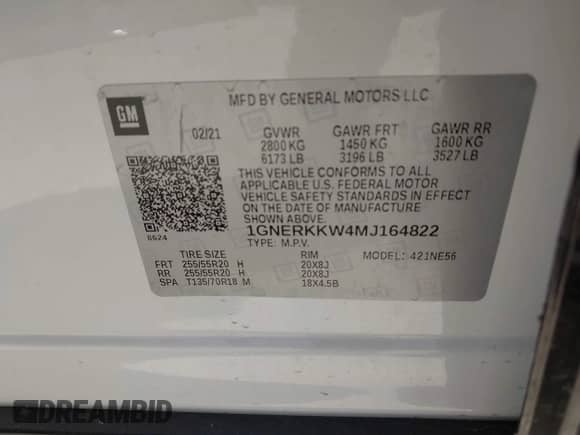 GM
MFD BY GENERAL MOTORS LLC
02/21 GVWR GAWR FRT GAWR RR
2800 KG 1450 KG 1600 KG
6173 LB 3196 LB 3527 LB
THIS VEHICLE CONFORMS TO ALL
APPLICABLE U.S. FEDERAL MOTOR
VEHICLE SAFETY STANDARDS IN EFFECT
ON THE DATE OF MANUFACTURE
SHOWN ABOVE.
6624 1GNERKKW4MJ164822
TYPE: M.P.V. MODEL: 421NE56
TIRE SIZE RIM
FRT 255/55R20 H 20X8J
RR 255/55R20 H 20X8J
SPA T135/70R18 M 18X4.5B
DREAMBID